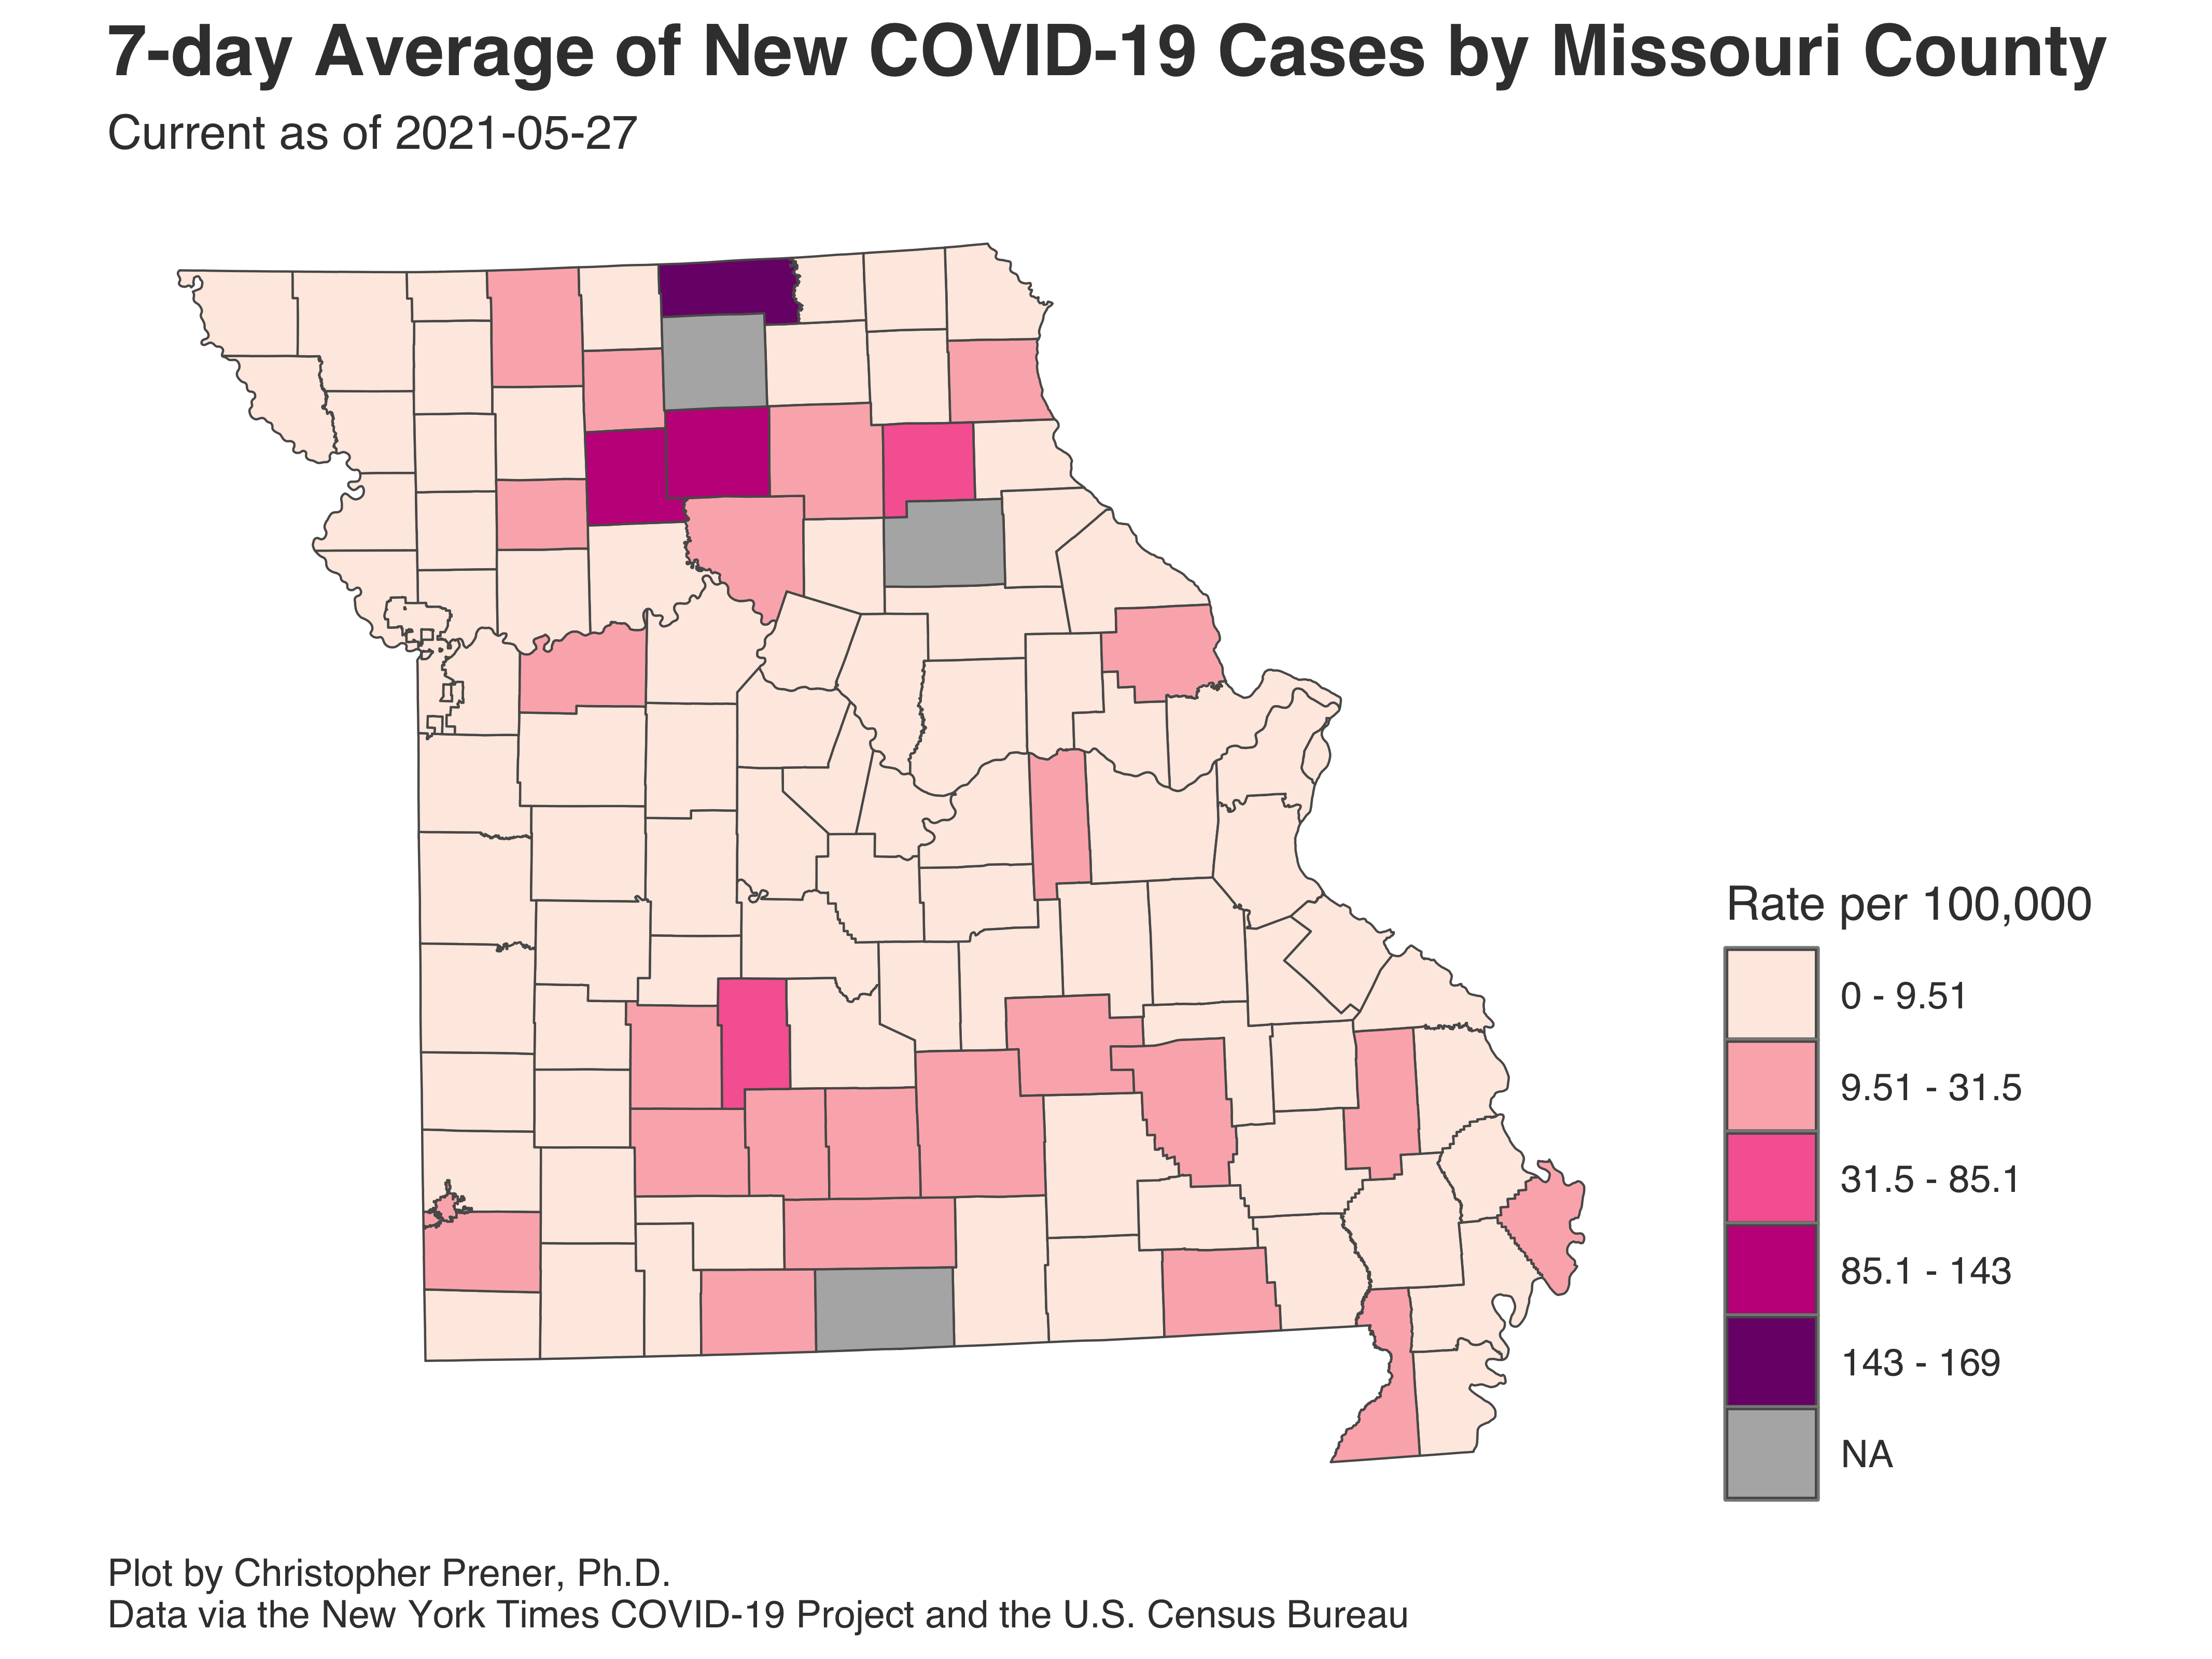 7-day Average of New COVID-19 Cases by Missouri County
Current as of 2021-05-27
Rate per 100,000
0 - 9.51
9.51 - 31.5
31.5 - 85.1
85.1 - 143
143 - 169
NA
Plot by Christopher Prener, Ph.D.
Data via the New York Times COVID-19 Project and the U.S. Census Bureau